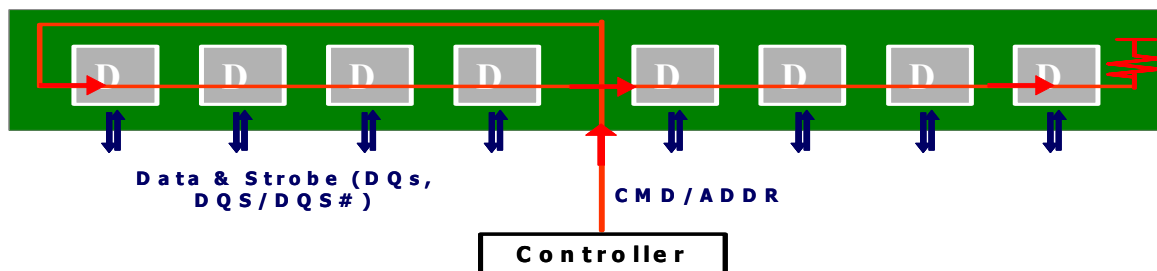 D D D D D D D D
Data & Strobe (DQs,
DQS/DQS#)
CMD/ADDR
Controller